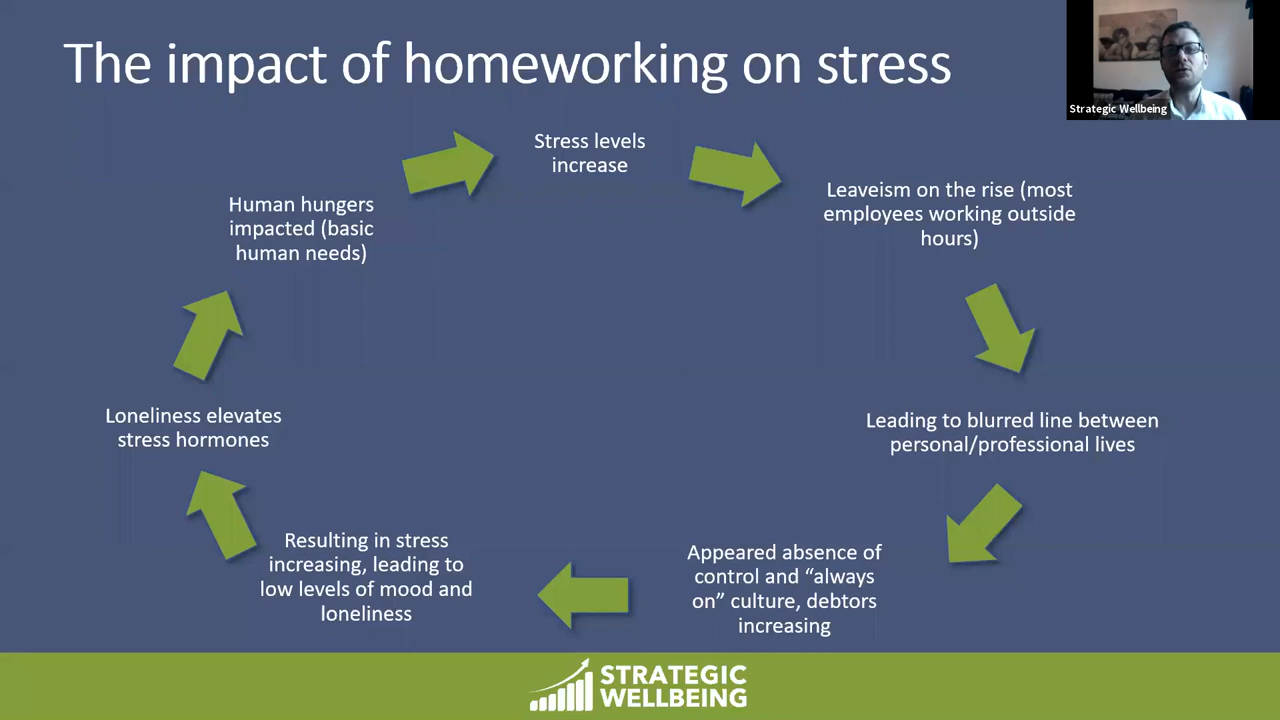 The impact of homeworking on stress
Strategic Wellbeing
Stress levels
increase
Leaveism on the rise (most
employees working outside
hours)
Leading to blurred line between
personal/professional lives
Appeared absence of
control and “always
on” culture, debtors
increasing
Resulting in stress
increasing, leading to
low levels of mood and
loneliness
Loneliness elevates
stress hormones
Human hungers
impacted (basic
human needs)
STRATEGIC
WELLBEING